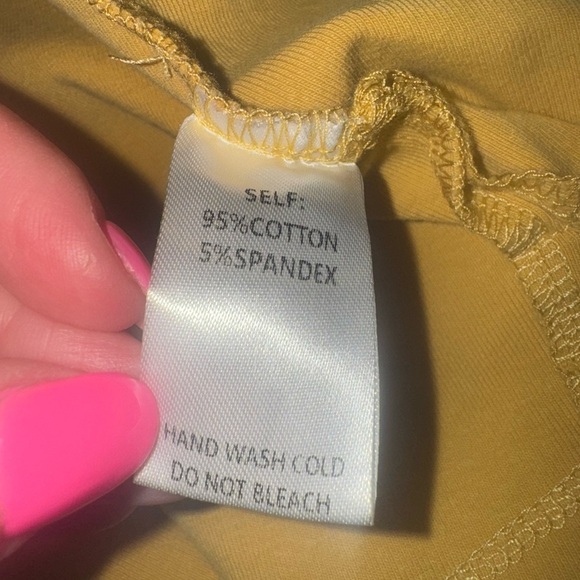 SELF:
95%COTTON
5%SPANDEX
HAND WASH COLD
DO NOT BLEACH